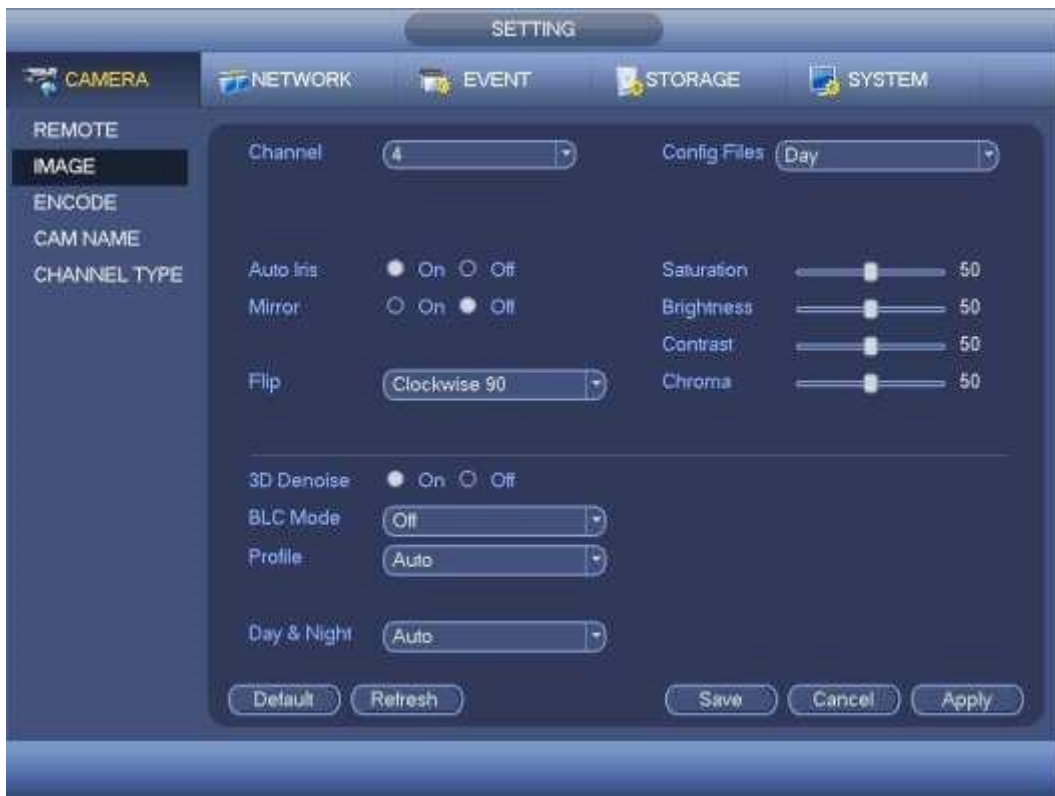 SETTING
CAMERA NETWORK EVENT STORAGE SYSTEM
REMOTE
IMAGE
ENCODE
CAM NAME
CHANNEL TYPE
Channel 4 Config Files Day
Auto Iris On Off Saturation 50
Mirror On Off Brightness 50
Contrast 50
Flip Clockwise 90 Chroma 50
3D Denoise On Off
BLC Mode Off
Profile Auto
Day & Night Auto
Default Refresh Save Cancel Apply